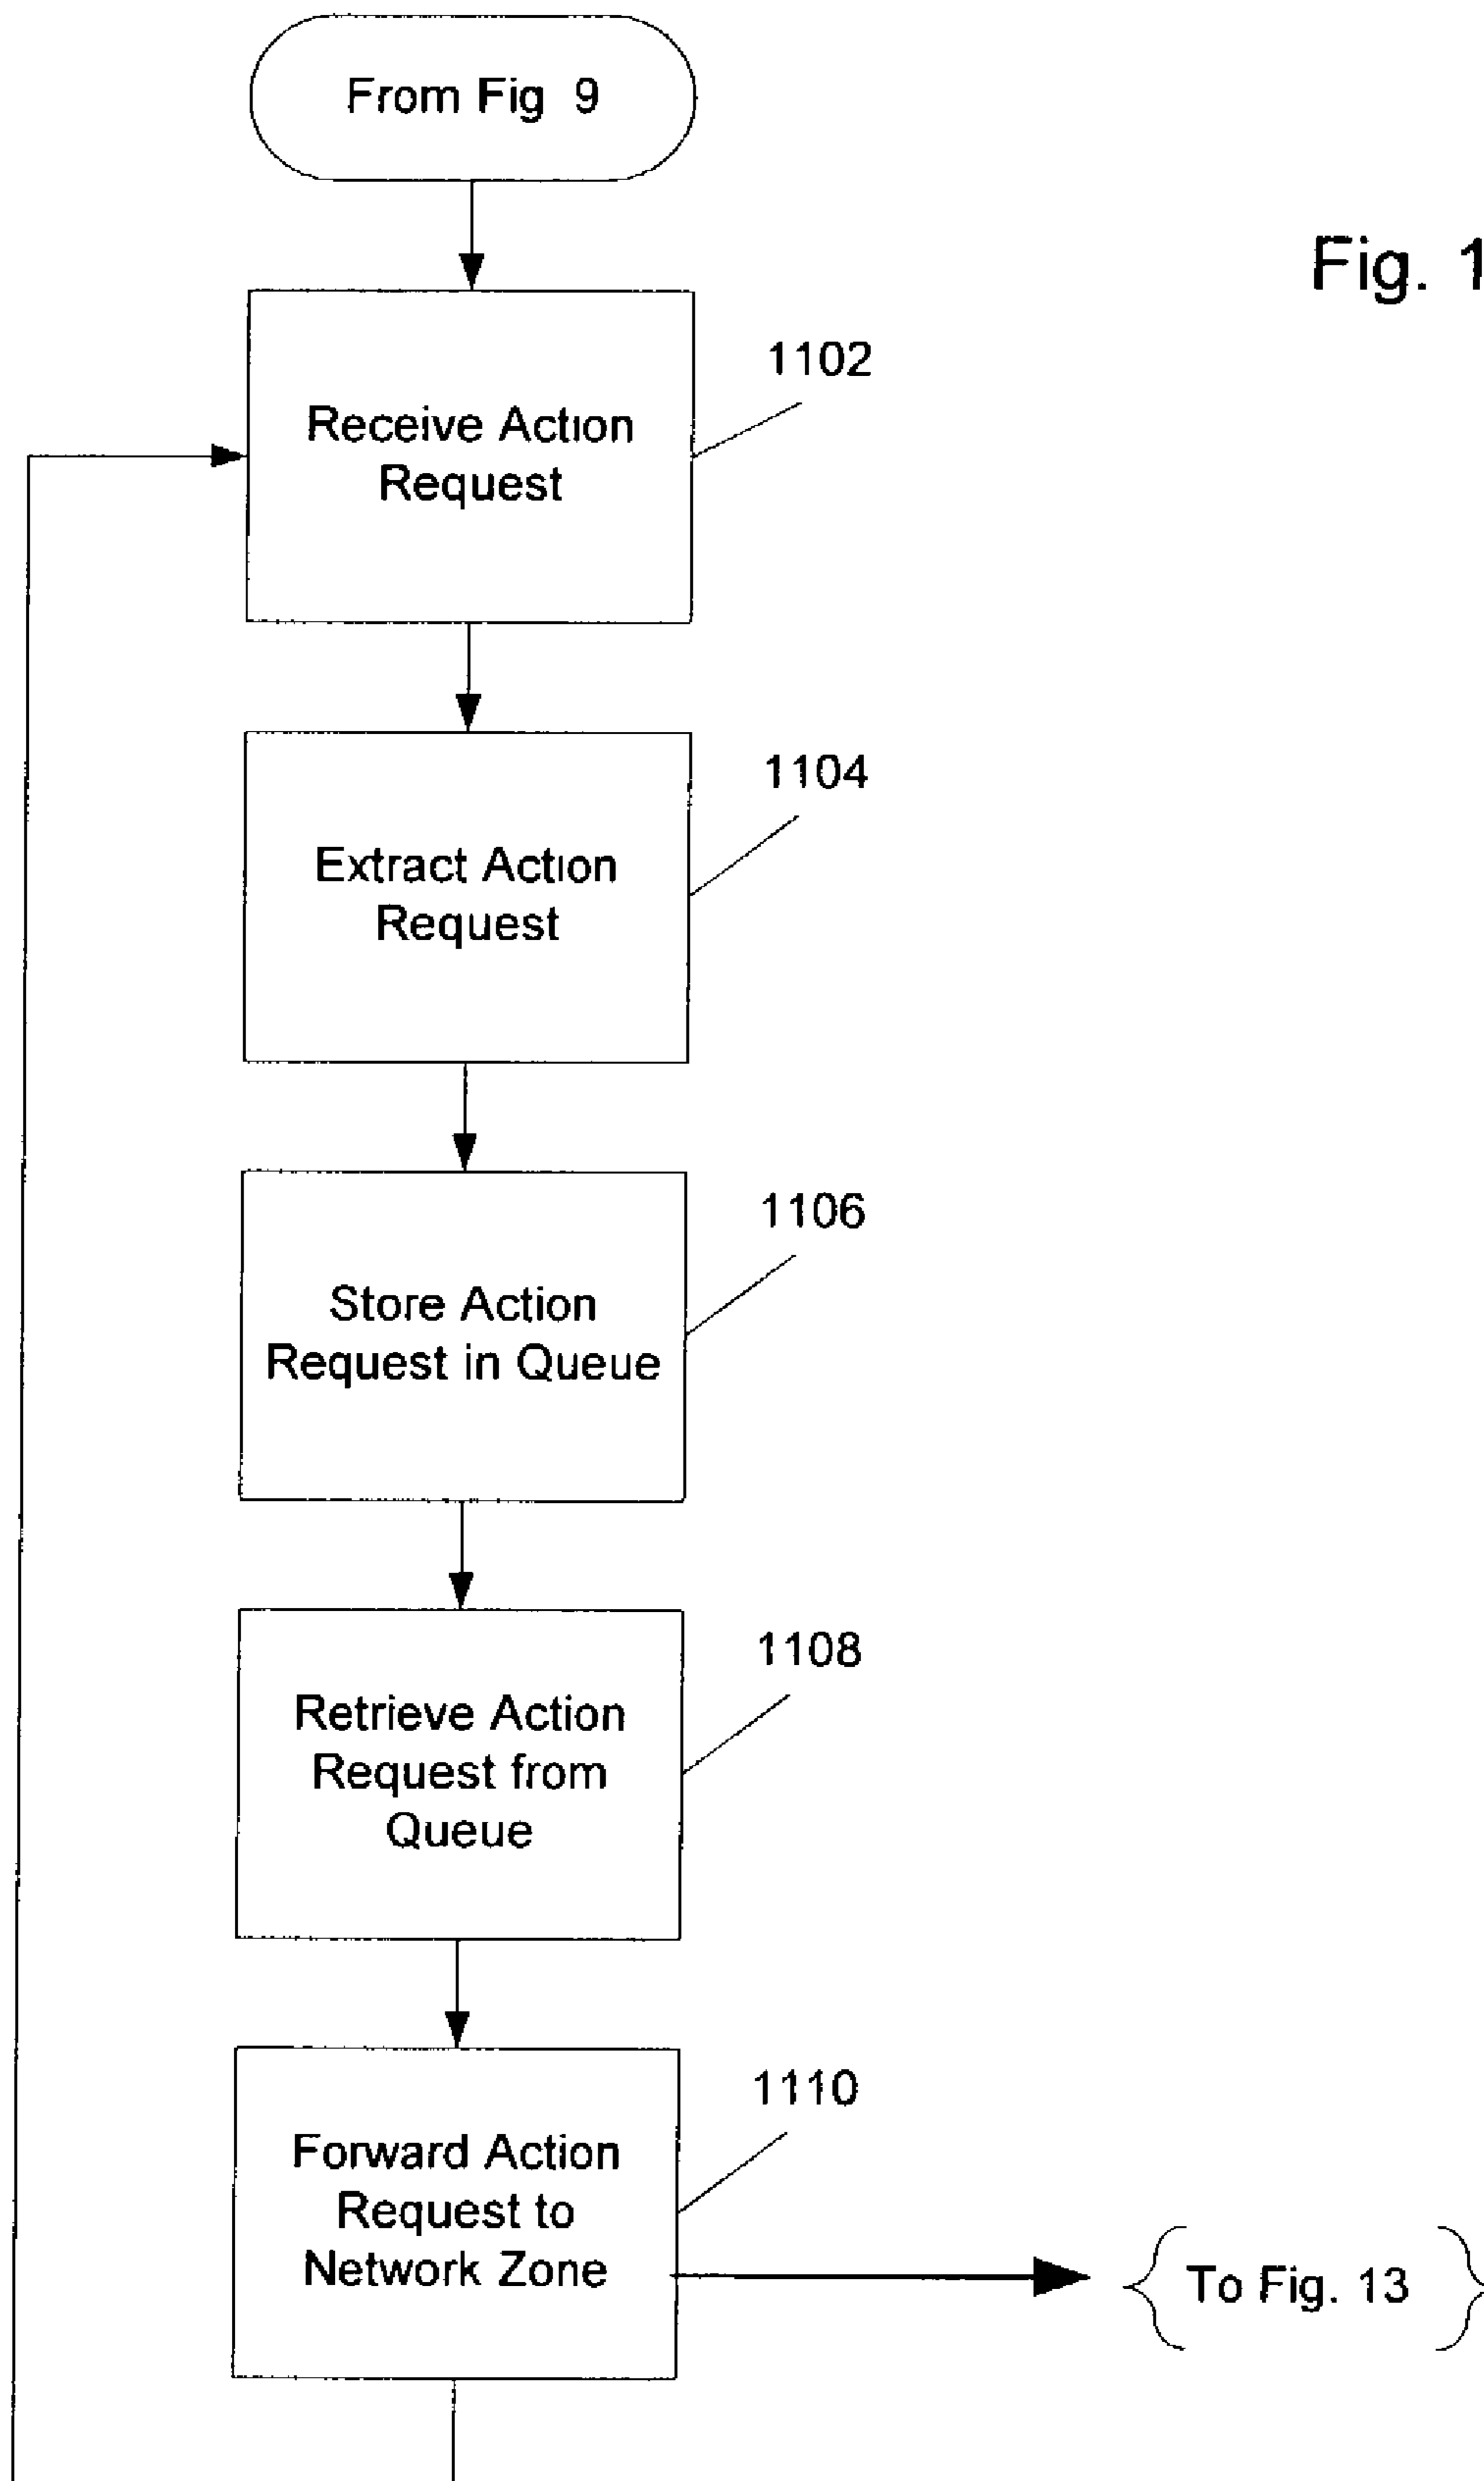 From Fig 9
Fig. 1
1102
Receive Action
Request
1104
Extract Action
Request
1106
Store Action
Request in Queue
1108
Retrieve Action
Request from
Queue
1110
Forward Action
Request to
Network Zone
{ To Fig. 13 }